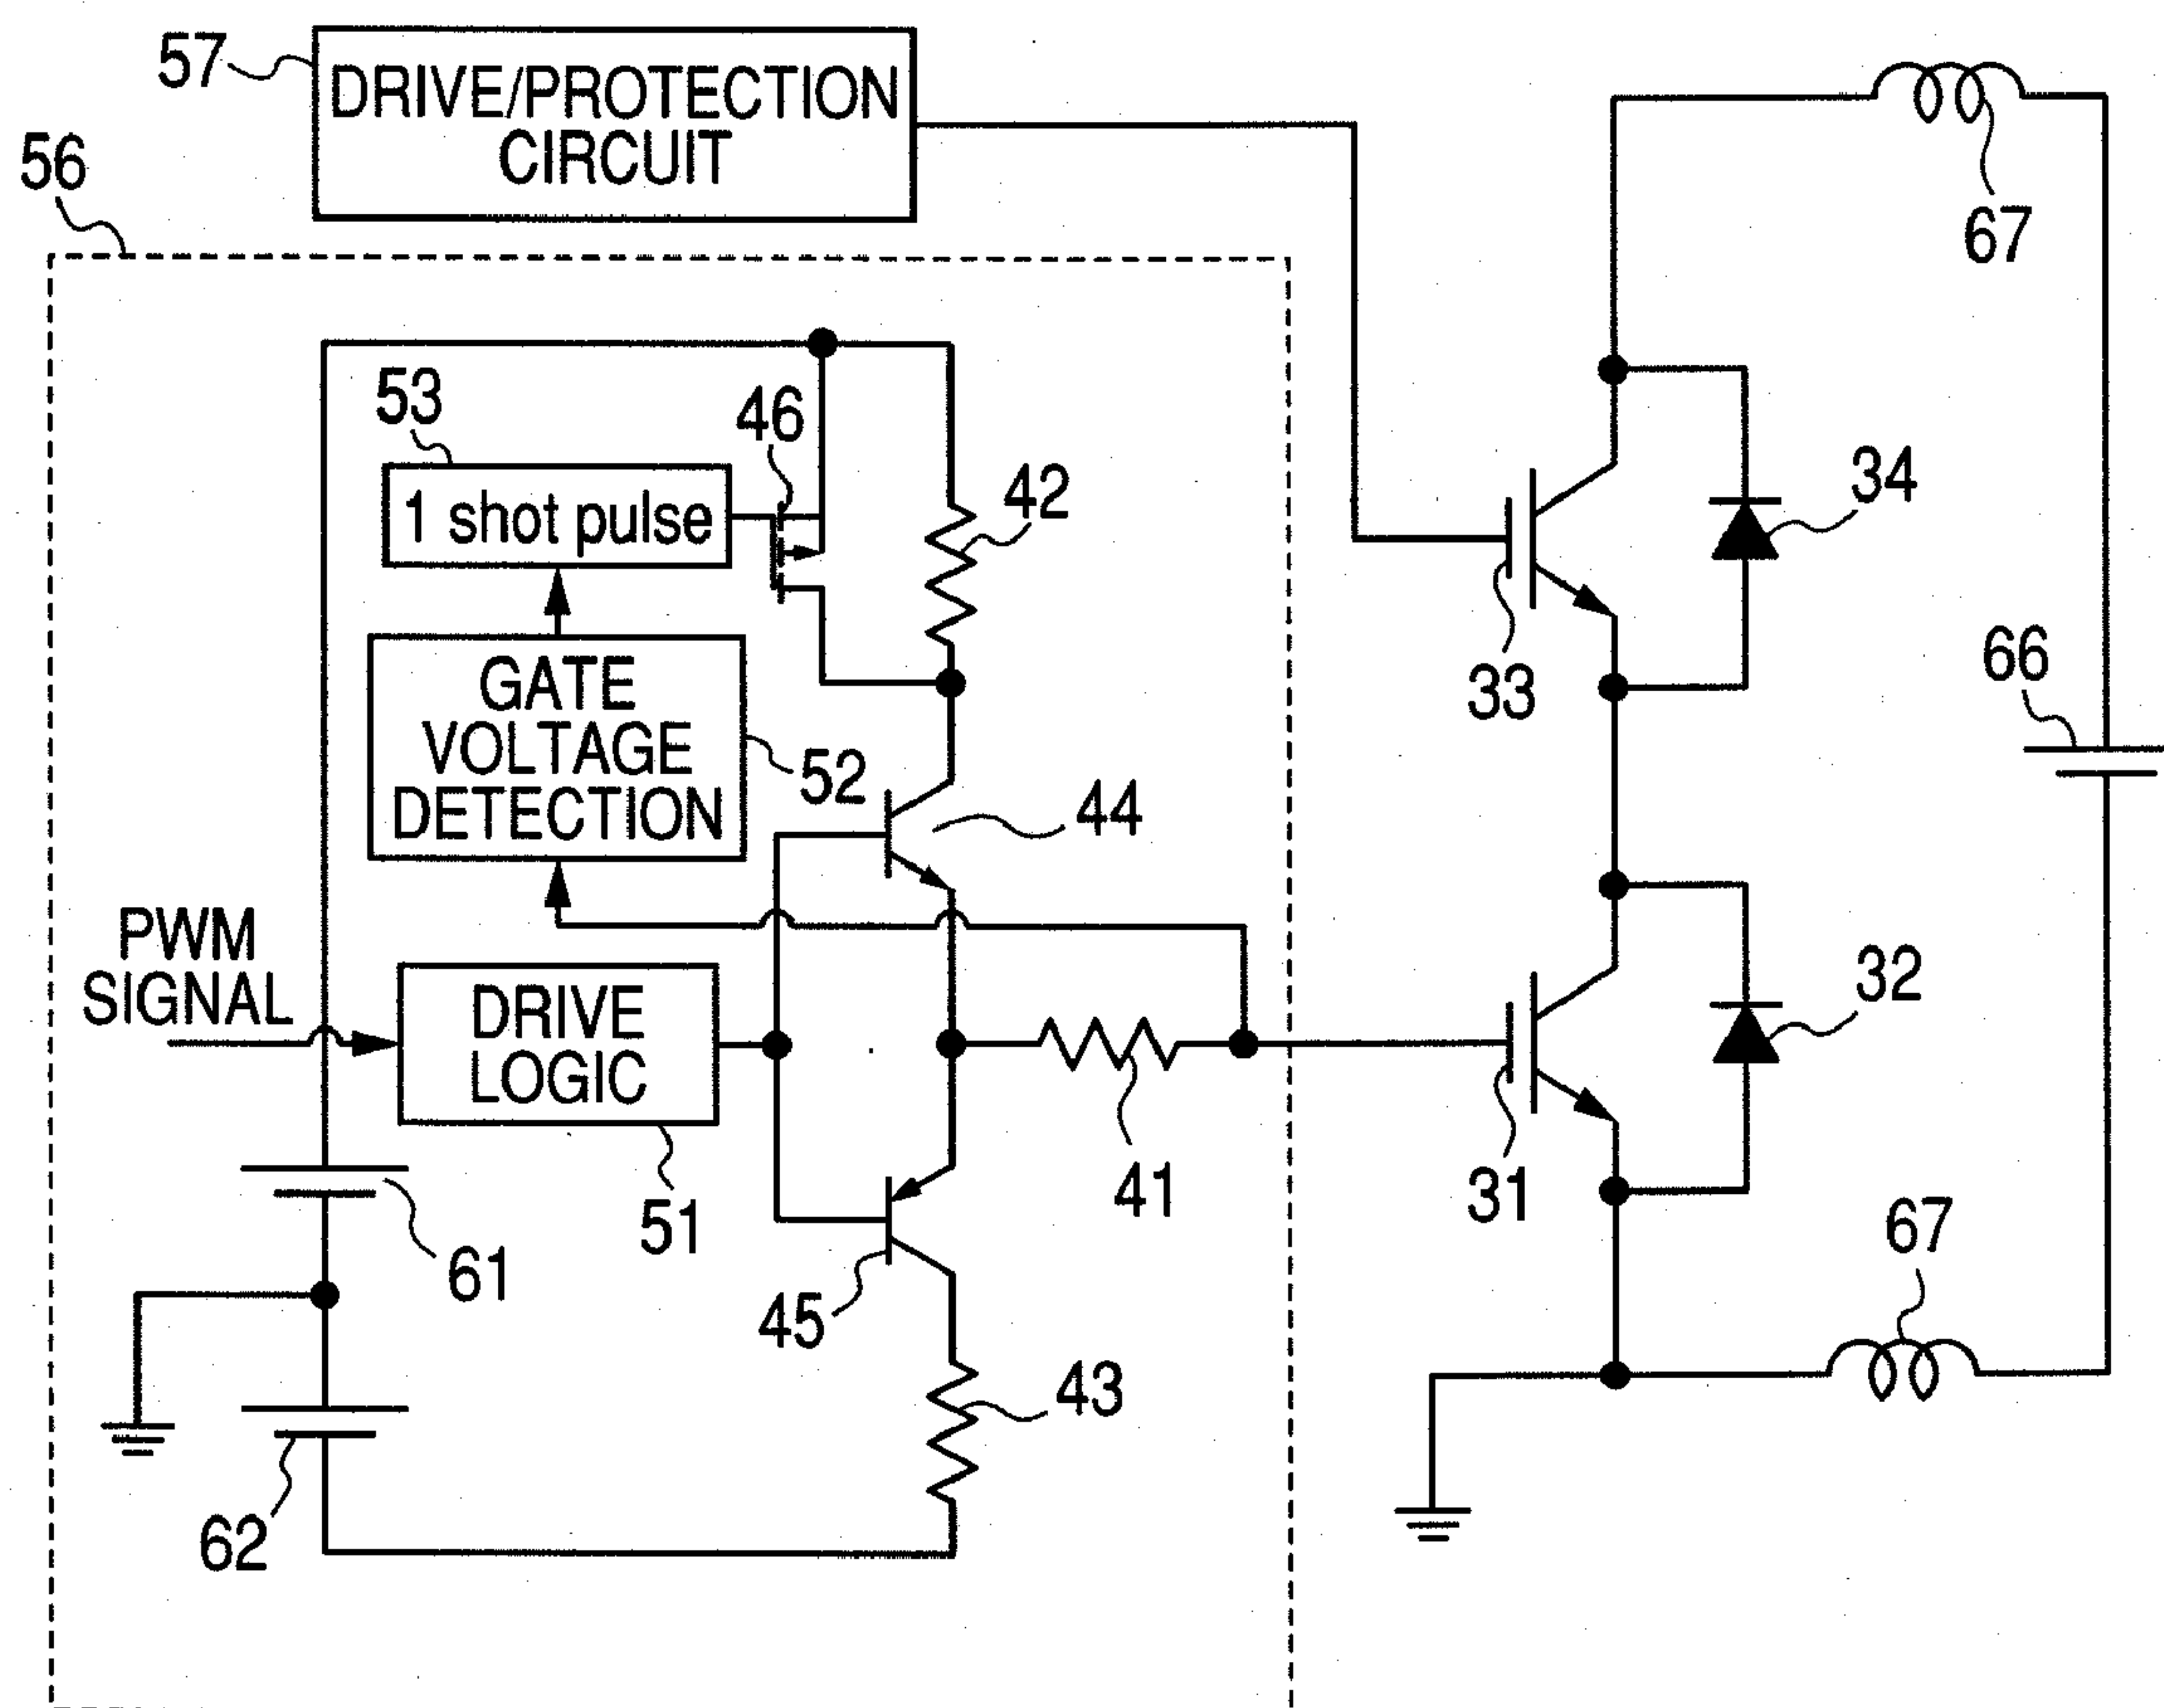 57
DRIVE/PROTECTION
CIRCUIT
56
67
53
46
1 shot pulse
42
34
GATE
VOLTAGE
DETECTION
52
33
66
44
PWM
SIGNAL
DRIVE
LOGIC
32
41
31
51
61
45
67
43
62